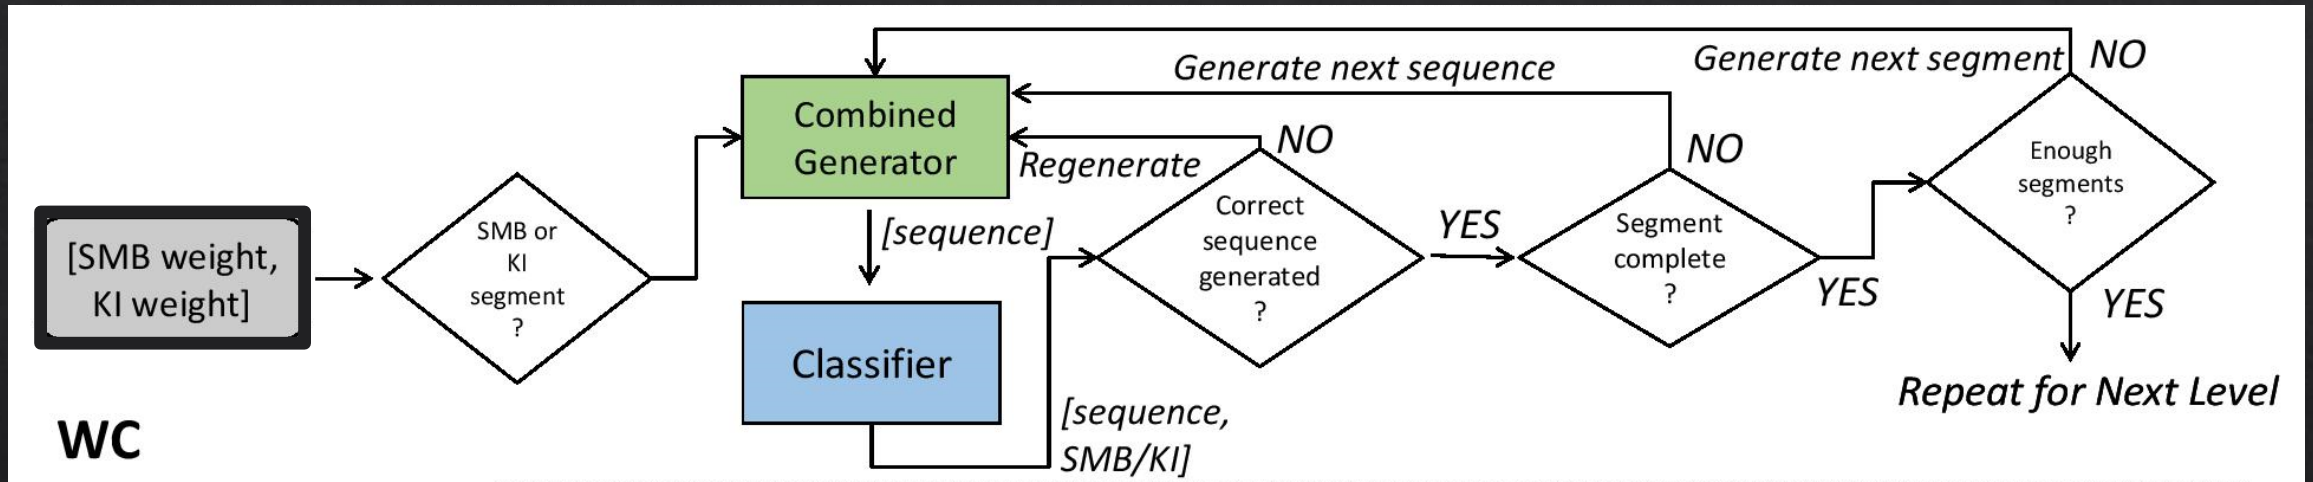 [SMB weight,
KI weight]
SMB or
KI
segment
?
Combined
Generator
[sequence]
Classifier
[sequence,
SMB/KI]
Correct
sequence
generated
?
NO
Regenerate
YES
Segment
complete
?
NO
Generate next sequence
YES
Enough
segments
?
NO
Generate next segment
YES
Repeat for Next Level
WC